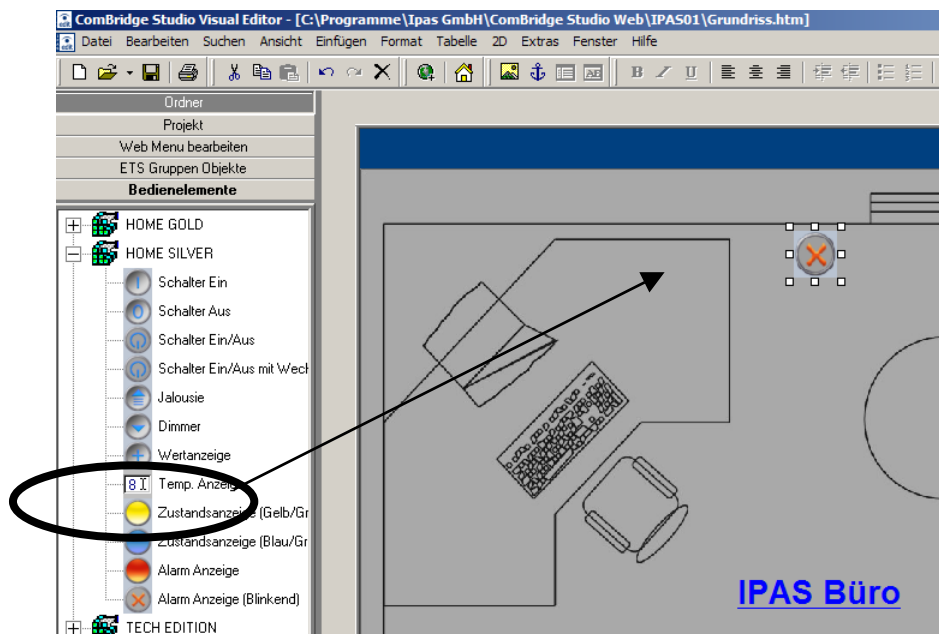 ComBridge Studio Visual Editor - [C:\Programme\Ipas GmbH\ComBridge Studio Web\IPAS01\Grundriss.htm]
Datei Bearbeiten Suchen Ansicht Einfügen Format Tabelle 2D Extras Fenster Hilfe
B I U
Ordner
Projekt
Web Menu bearbeiten
ETS Gruppen Objekte
Bedienelemente
HOME GOLD
HOME SILVER
Schalter Ein
Schalter Aus
Schalter Ein/Aus
Schalter Ein/Aus mit Wech
Jalousie
Dimmer
Wertanzeige
Temp. Anzeige
Zustandsanzeige (Gelb/Gr
Zustandsanzeige (Blau/Gr
Alarm Anzeige
Alarm Anzeige (Blinkend)
TECH EDITION
IPAS Büro